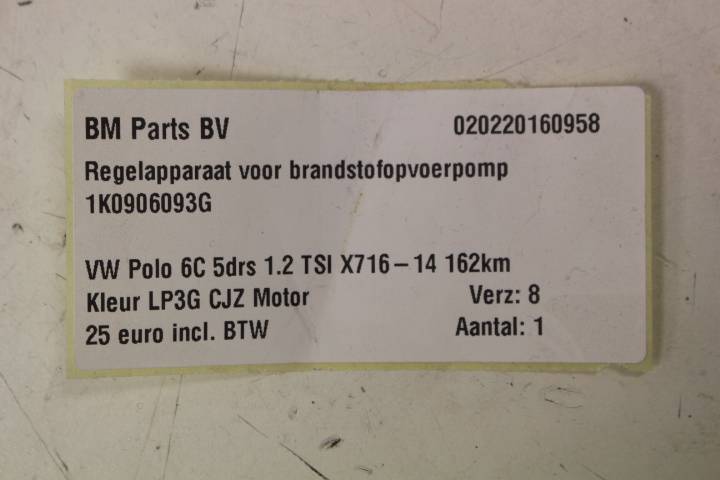 BM Parts BV 020220160958
Regelapparaat voor brandstofopvoerpomp
1K0906093G
VW Polo 6C 5drs 1.2 TSI X716-14 162km
Kleur LP3G CJZ Motor Verz: 8
25 euro incl. BTW Aantal: 1